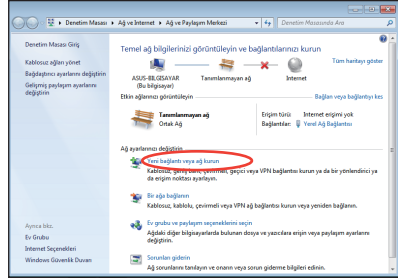 Denetim Masası ▸ Ağ ve Internet ▸ Ağ ve Paylaşım Merkezi
Denetim Masasında Ara
Denetim Masası Giriş
Kablosuz ağları yönet
Bağdaştırıcı ayarlarını değiştirin
Gelişmiş paylaşım ayarlarını
değiştirin
Temel ağ bilgilerinizi görüntüleyin ve bağlantılarınızı kurun
Tüm haritayı göster
ASUS-BILGISAYAR
(Bu bilgisayar)
Tanımlanmayan ağ
Internet
Etkin ağlarınızı görüntüleyin
Bağlan veya bağlantıyı kes
Tanımlanmayan ağ
Ortak Ağ
Erişim türü: Internet erişimi yok
Bağlantılar: Yerel Ağ Bağlantısı
Ağ ayarlarınızı değiştirin
Yeni bağlantı veya ağ kurun
Kablosuz, geniş bant, çevirmeli, geçici veya VPN bağlantısı kurun ya da bir yönlendirici ya
da erişim noktası ayarlayın.
Bir ağa bağlanın
Kablosuz, kablolu, çevirmeli veya VPN ağ bağlantısı kurun veya yeniden bağlanın.
Ev grubu ve paylaşım seçeneklerini seçin
Ağdaki diğer bilgisayarlarda bulunan dosya ve yazıcılara erişin veya paylaşım ayarlarını
değiştirin.
Sorunları giderin
Ağ sorunlarını tanılayın ve onarın veya sorun giderme bilgileri edinin.
Ayrıca bkz.
Ev Grubu
Internet Seçenekleri
Windows Güvenlik Duvarı